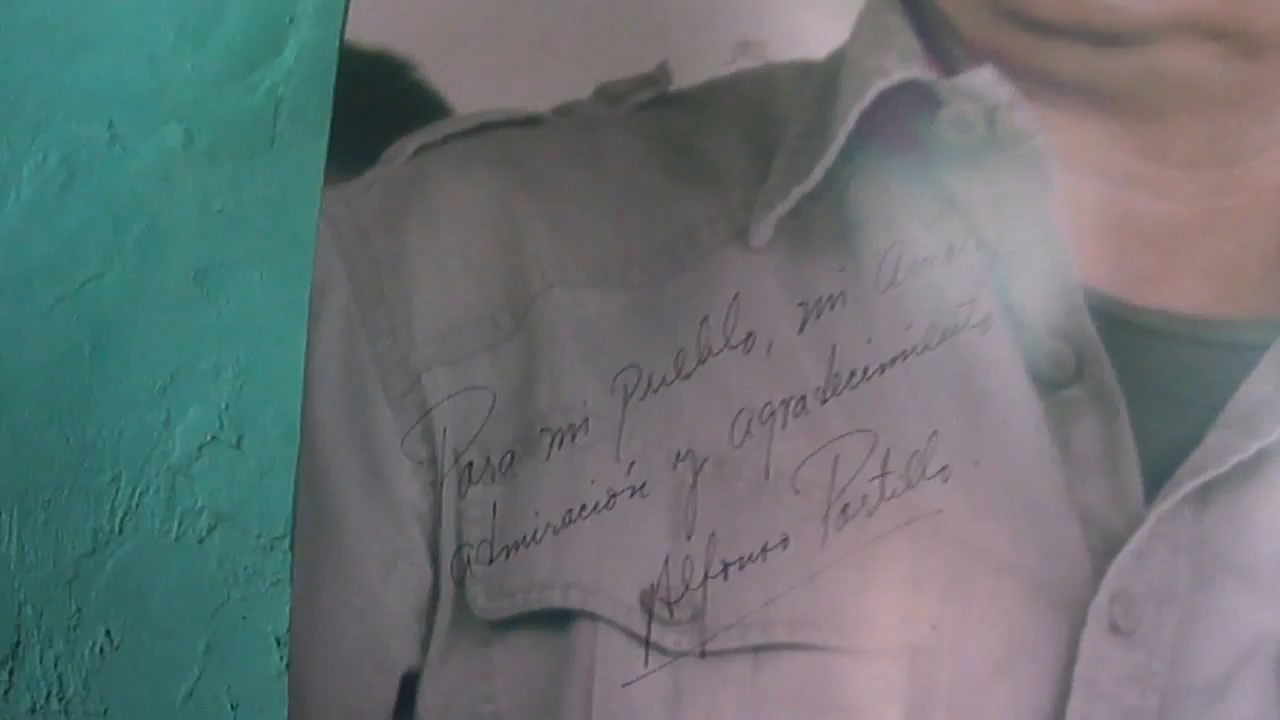 Para mi pueblo, mi
admiración y agradecimiento
Alfonso Portillo